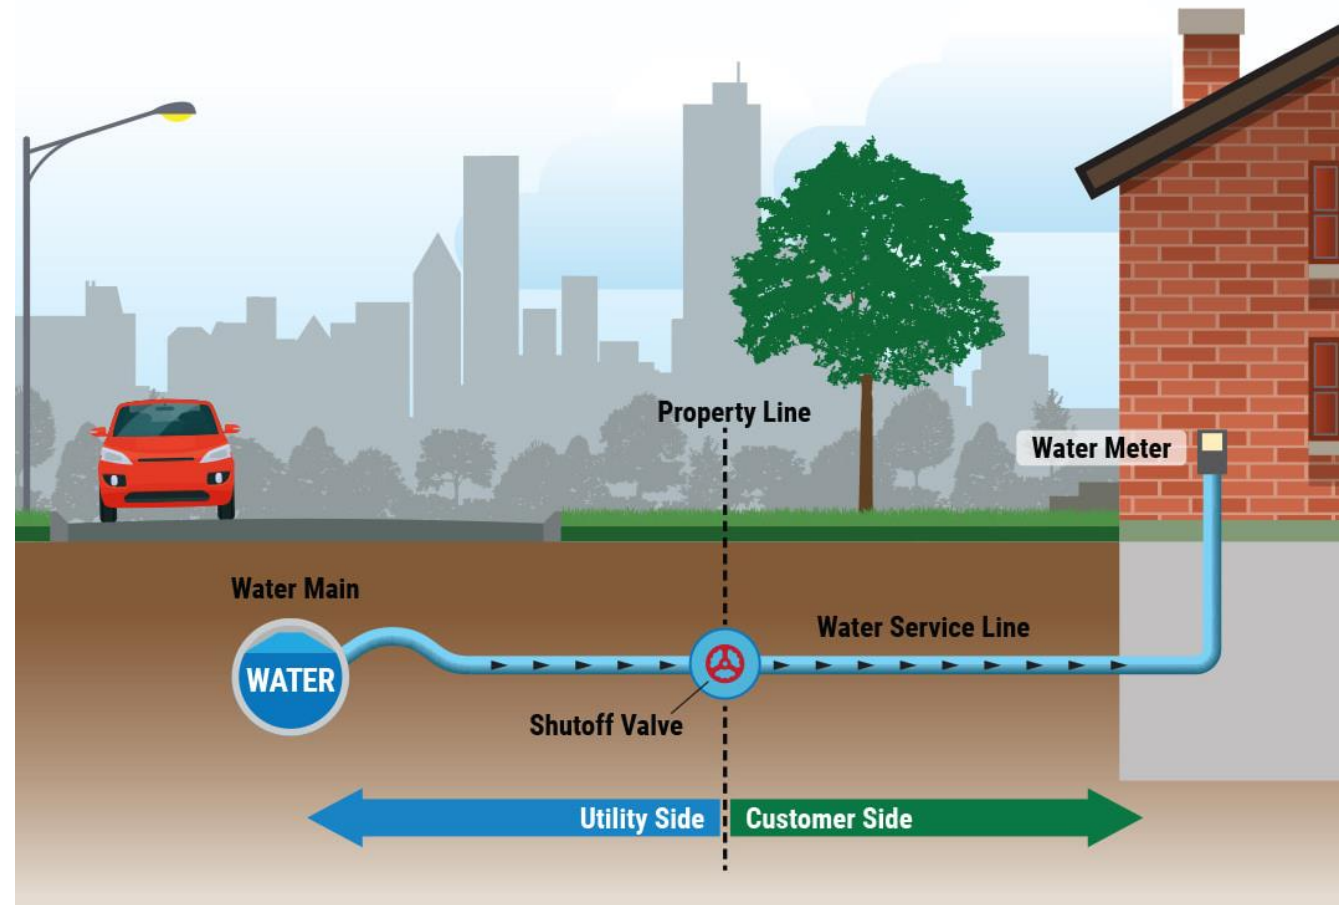 Property Line
Water Meter
Water Main
WATER
Water Service Line
Shutoff Valve
Utility Side
Customer Side